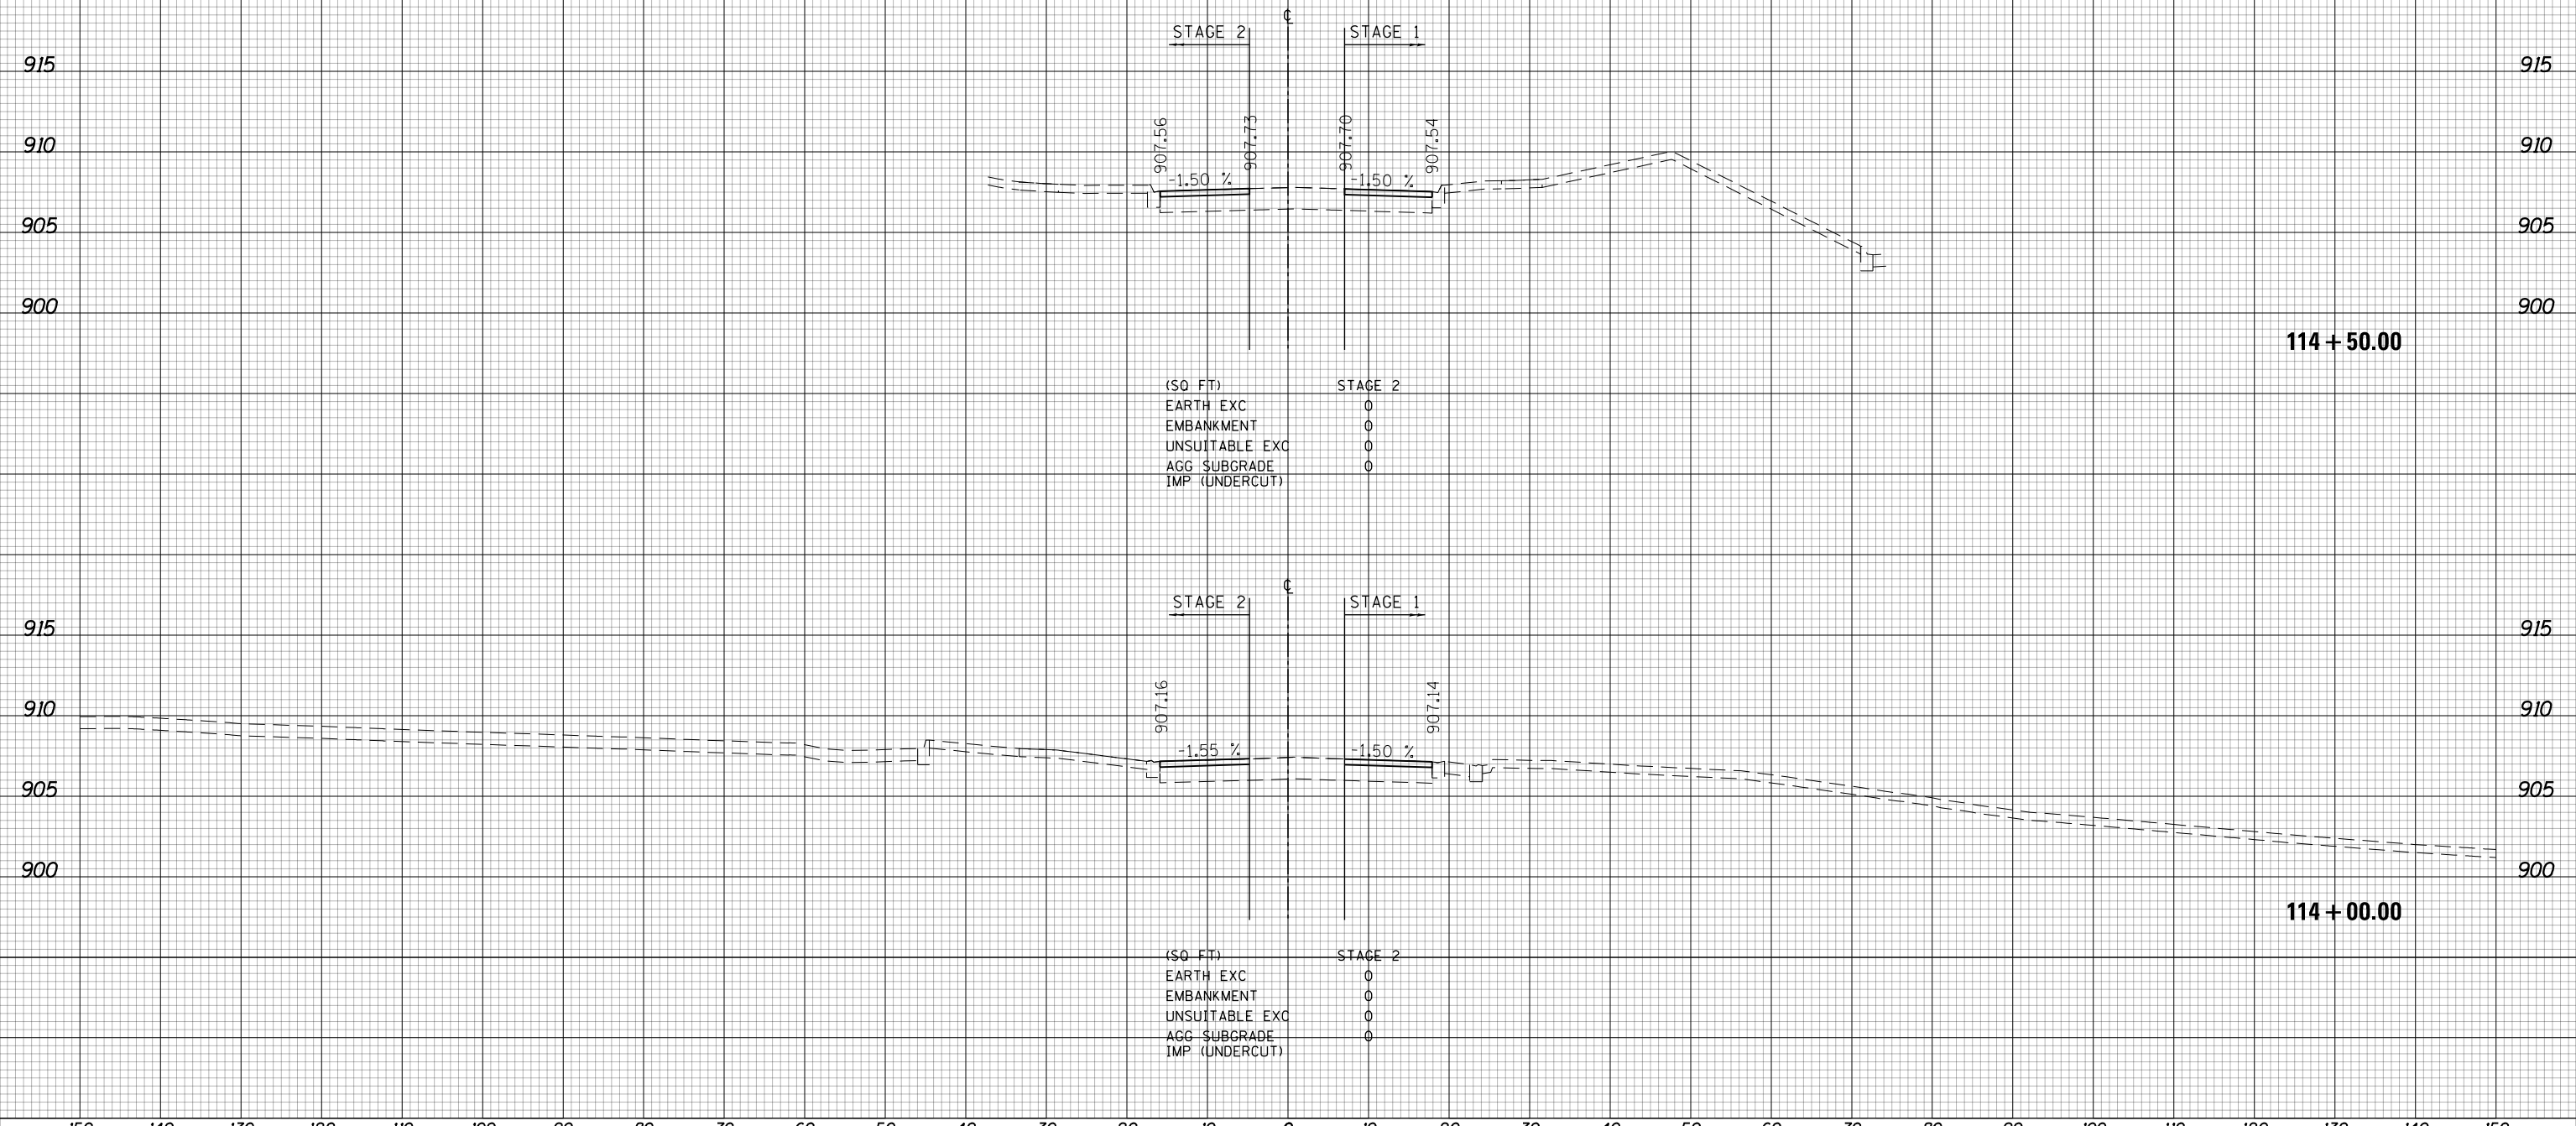 ℄
STAGE 2 STAGE 1
915 915
907.56 907.73 907.70 907.54
910 910
-1.50 % -1.50 %
905 905
900 900
114+50.00
(SQ FT) STAGE 2
EARTH EXC 0
EMBANKMENT 0
UNSUITABLE EXC 0
AGG SUBGRADE 0
IMP (UNDERCUT)
℄
STAGE 2 STAGE 1
915 915
907.16 907.14
910 910
-1.55 % -1.50 %
905 905
900 900
114+00.00
(SQ FT) STAGE 2
EARTH EXC 0
EMBANKMENT 0
UNSUITABLE EXC 0
AGG SUBGRADE 0
IMP (UNDERCUT)